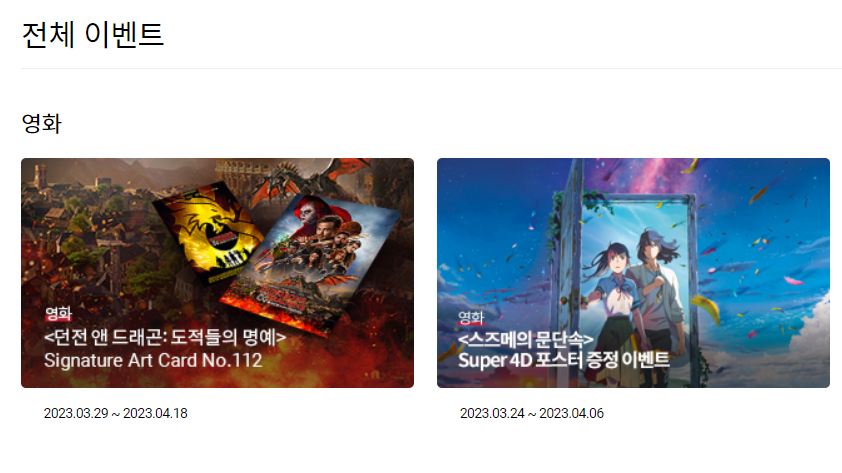 전체 이벤트
영화
영화
<던전 앤 드래곤: 도적들의 명예>
Signature Art Card No.112
2023.03.29 ~ 2023.04.18
영화
<스즈메의 문단속>
Super 4D 포스터 증정 이벤트
2023.03.24 ~ 2023.04.06